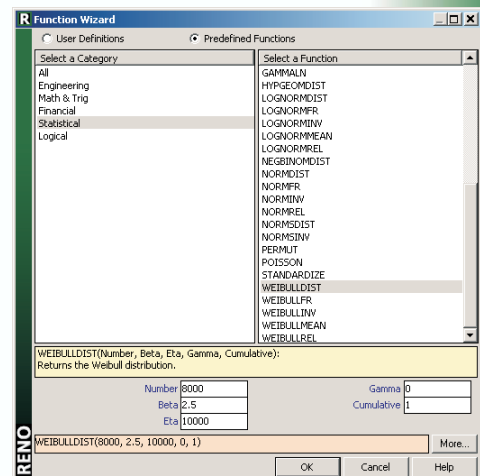 R Function Wizard
User Definitions Predefined Functions
Select a Category
All
Engineering
Math & Trig
Financial
Statistical
Logical
Select a Function
GAMMALN
HYPGEOMDIST
LOGNORMDIST
LOGNORMFR
LOGNORMINV
LOGNORMMEAN
LOGNORMREL
NEGBINOMDIST
NORMDIST
NORMFR
NORMINV
NORMREL
NORMSDIST
NORMSINV
PERMUT
POISSON
STANDARDIZE
WEIBULLDIST
WEIBULLFR
WEIBULLINV
WEIBULLMEAN
WEIBULLREL
WEIBULLDIST(Number, Beta, Eta, Gamma, Cumulative):
Returns the Weibull distribution.
Number 8000 Gamma 0
Beta 2.5 Cumulative 1
Eta 10000
WEIBULLDIST(8000, 2.5, 10000, 0, 1) More...
OK Cancel Help
RENO